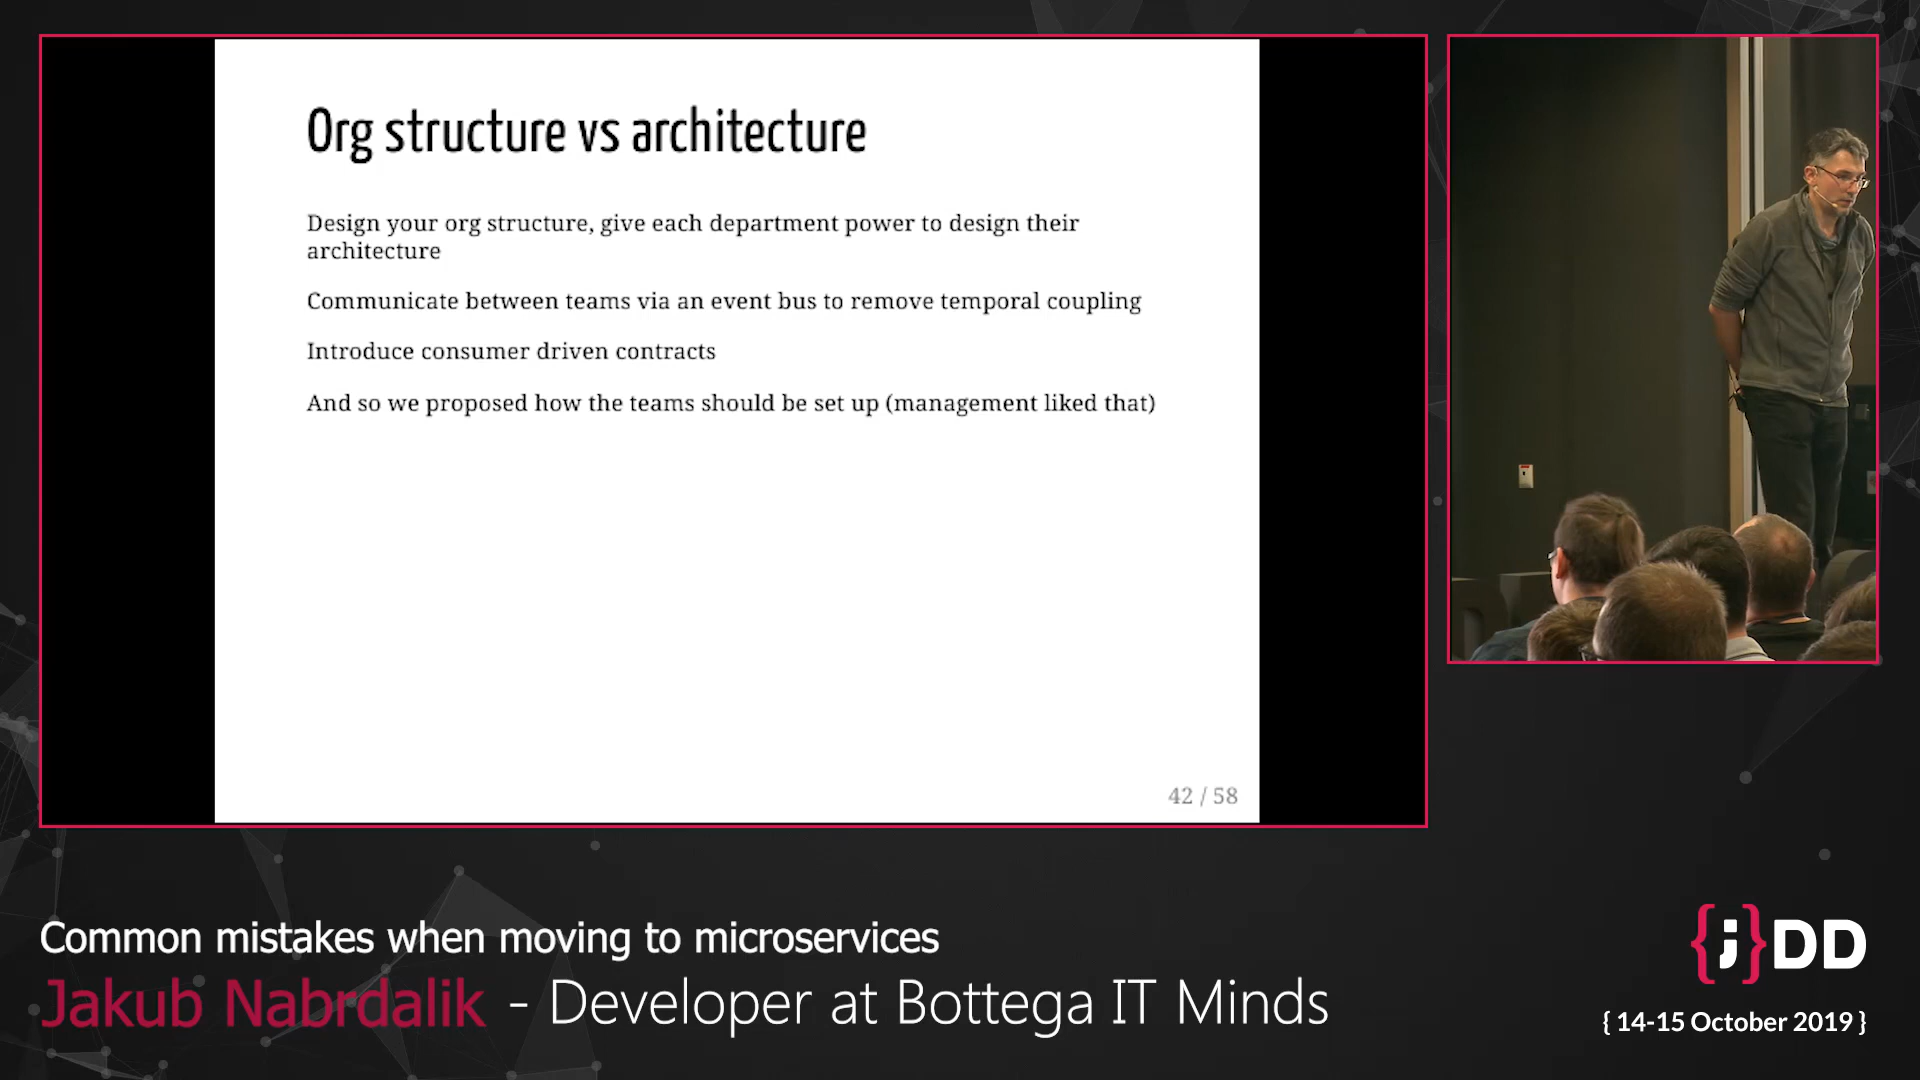 Org structure vs architecture
Design your org structure, give each department power to design their
architecture
Communicate between teams via an event bus to remove temporal coupling
Introduce consumer driven contracts
And so we proposed how the teams should be set up (management liked that)
42 / 58
Common mistakes when moving to microservices
Jakub Nabrdalik - Developer at Bottega IT Minds
{;}DD
{ 14-15 October 2019 }